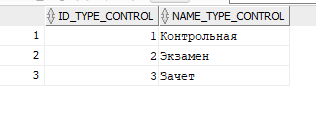 ID_TYPE_CONTROL NAME_TYPE_CONTROL
1 1 Контрольная
2 2 Экзамен
3 3 Зачет